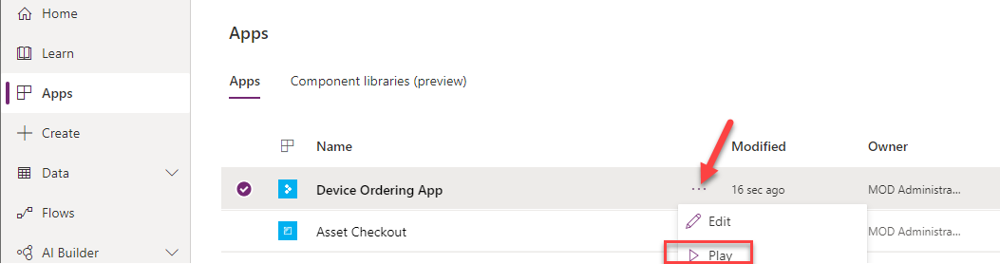 Home
Learn
Apps
Create
Data
Flows
AI Builder
Apps
Apps Component libraries (preview)
Name Modified Owner
Device Ordering App ... 16 sec ago MOD Administra...
Edit
Asset Checkout MOD Administra...
Play